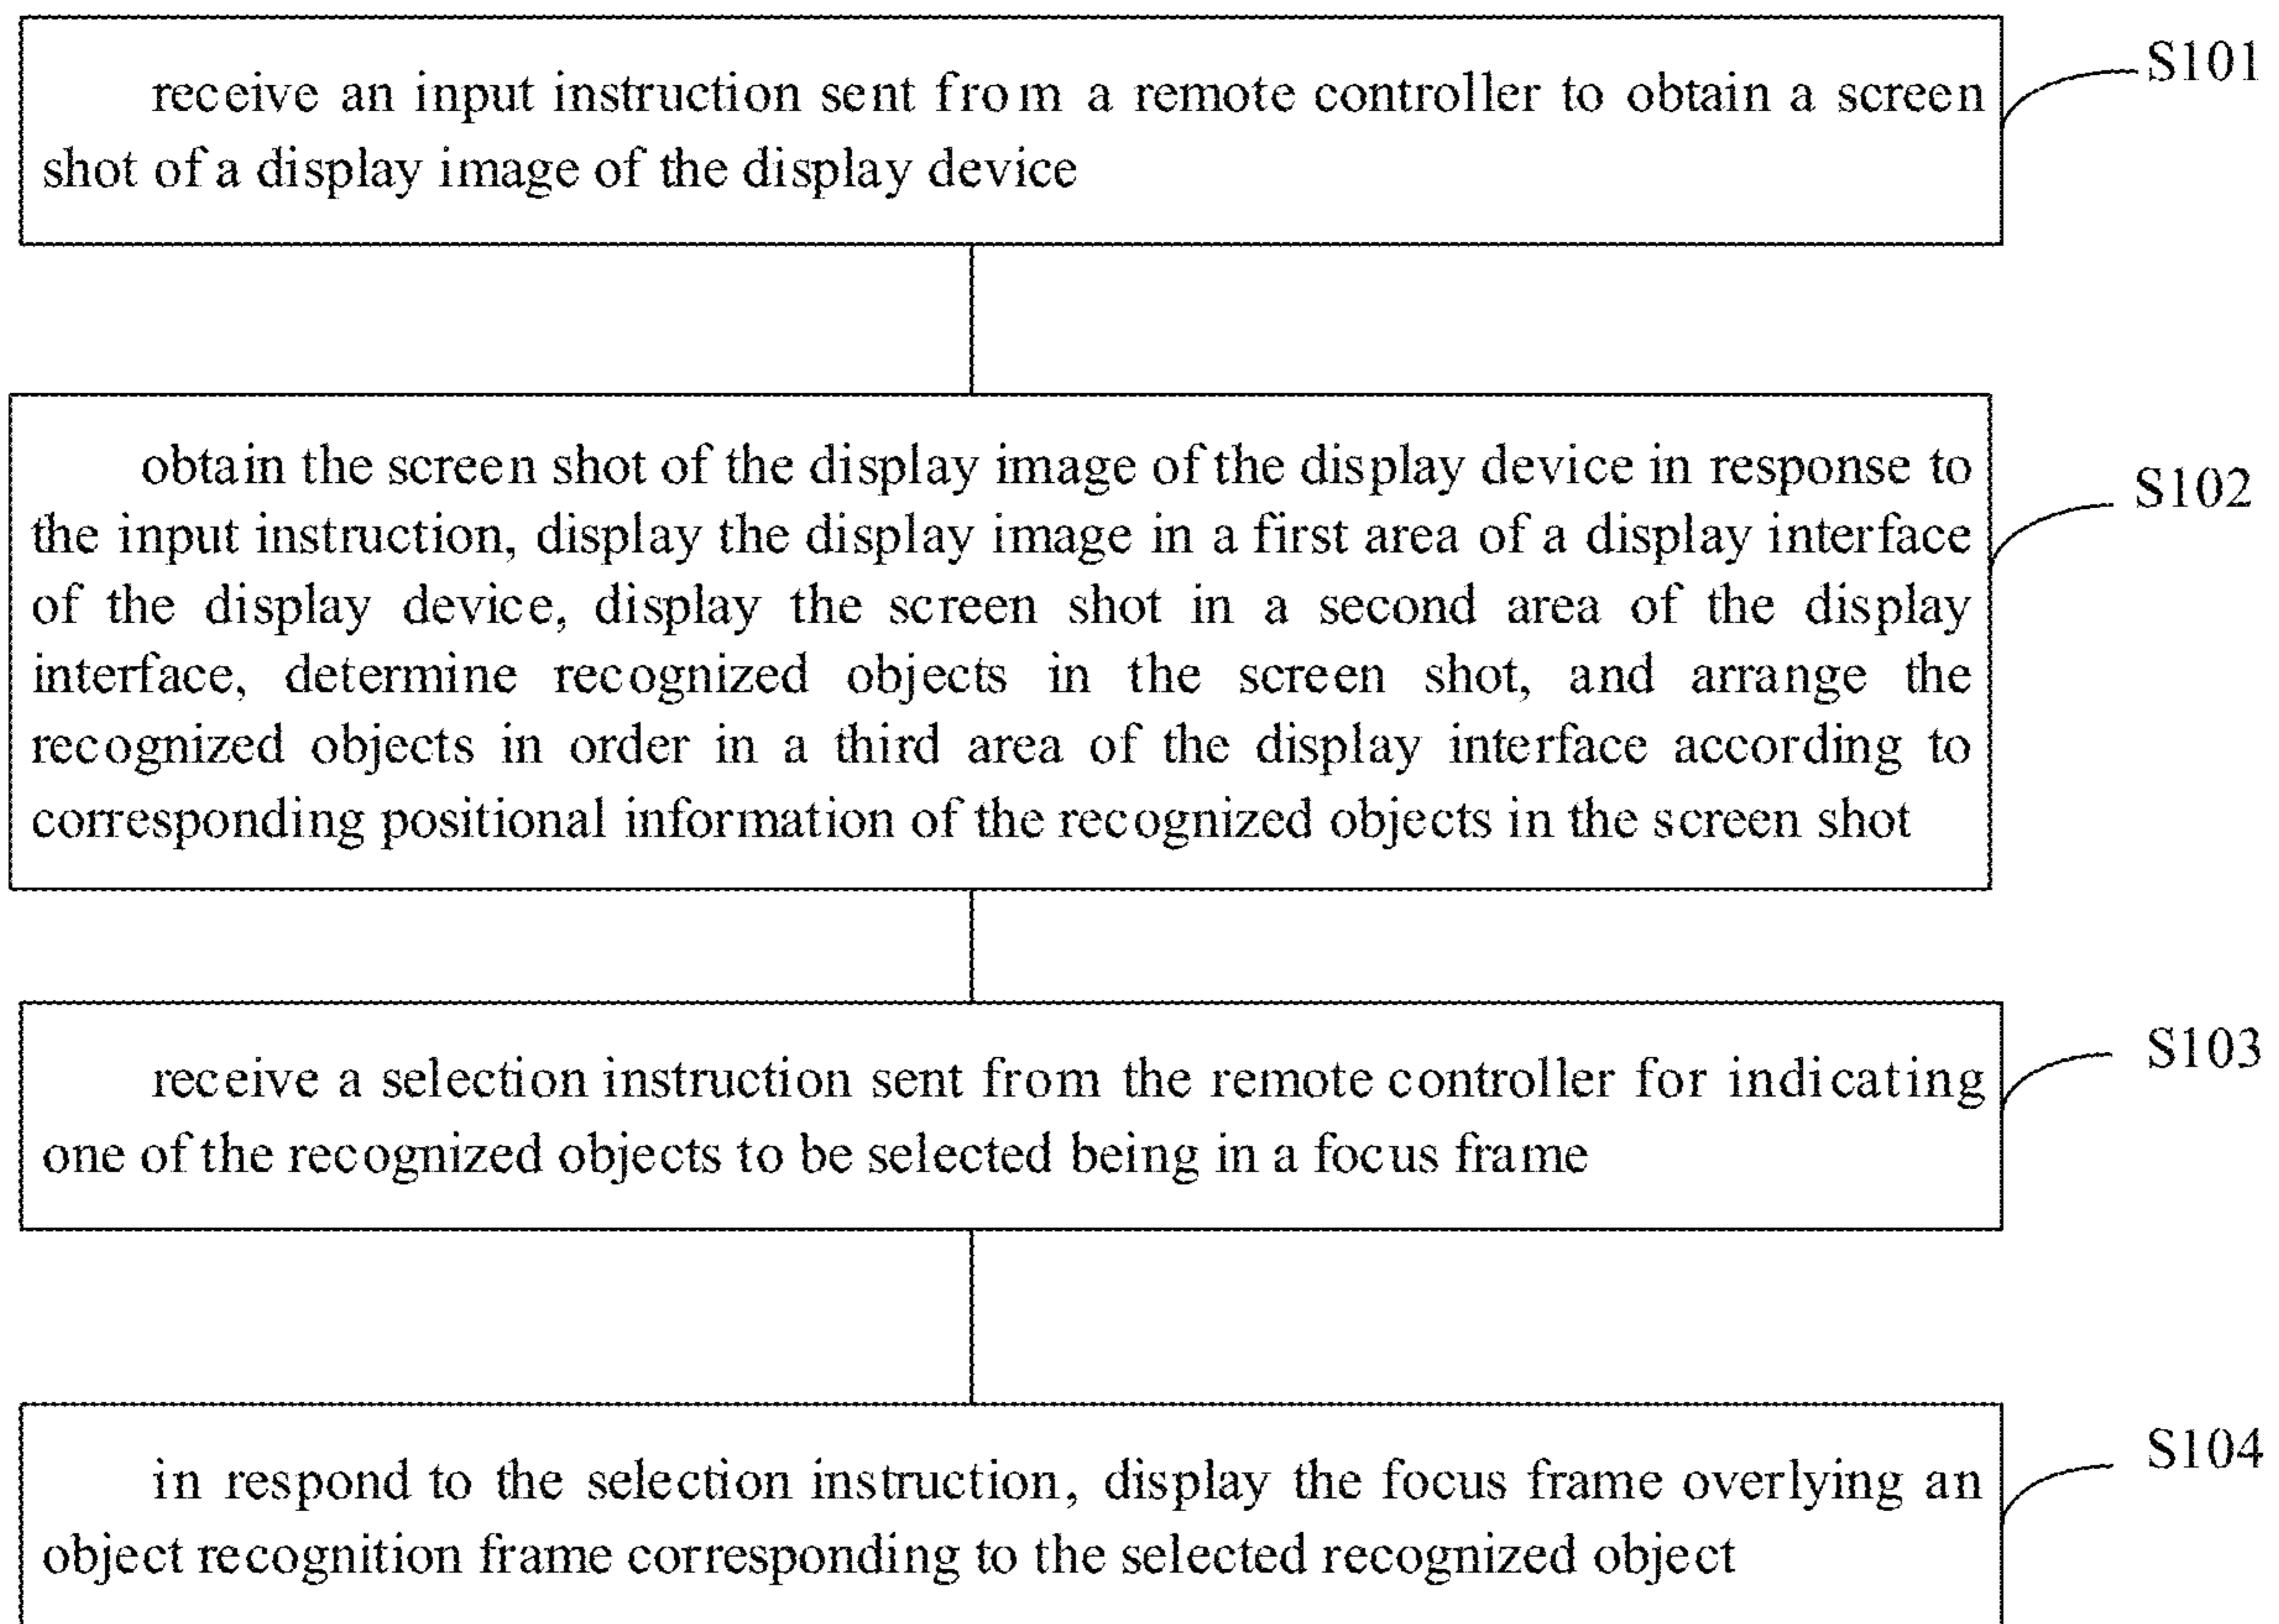 receive an input instruction sent from a remote controller to obtain a screen
shot of a display image of the display device
S101
obtain the screen shot of the display image of the display device in response to
the input instruction, display the display image in a first area of a display interface
of the display device, display the screen shot in a second area of the display
interface, determine recognized objects in the screen shot, and arrange the
recognized objects in order in a third area of the display interface according to
corresponding positional information of the recognized objects in the screen shot
S102
receive a selection instruction sent from the remote controller for indicating
one of the recognized objects to be selected being in a focus frame
S103
in respond to the selection instruction, display the focus frame overlying an
object recognition frame corresponding to the selected recognized object
S104